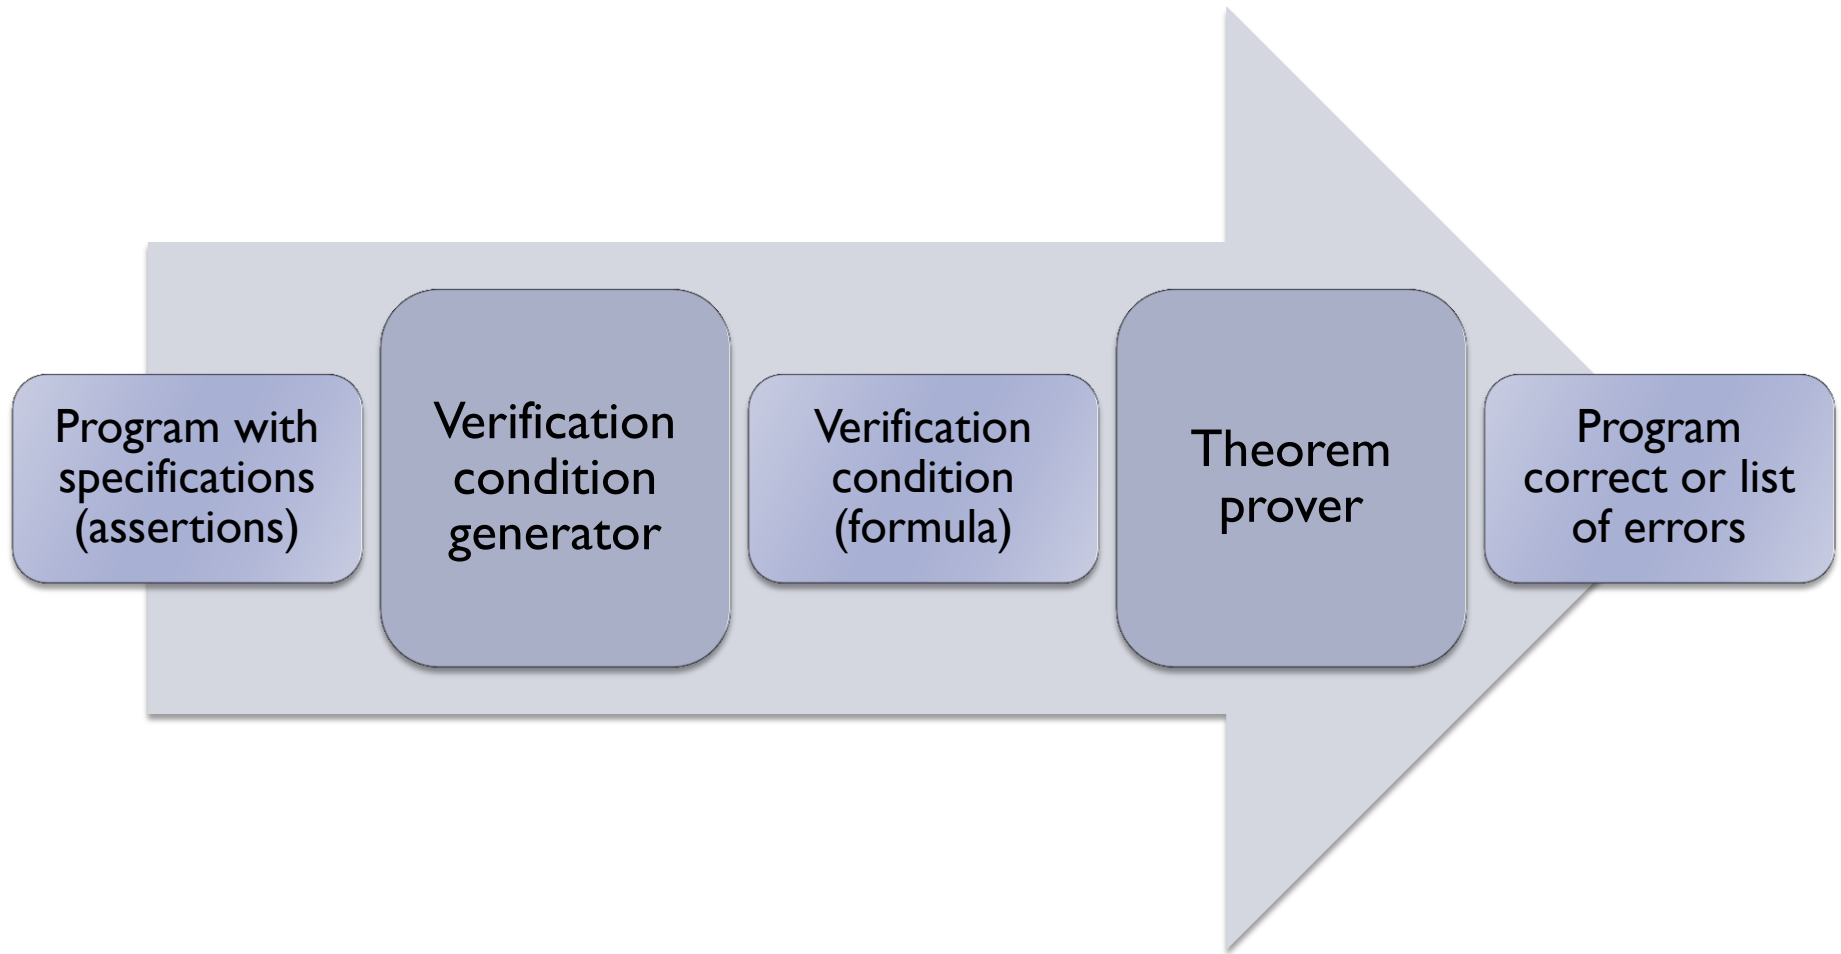 Program with
specifications
(assertions)
Verification
condition
generator
Verification
condition
(formula)
Theorem
prover
Program
correct or list
of errors